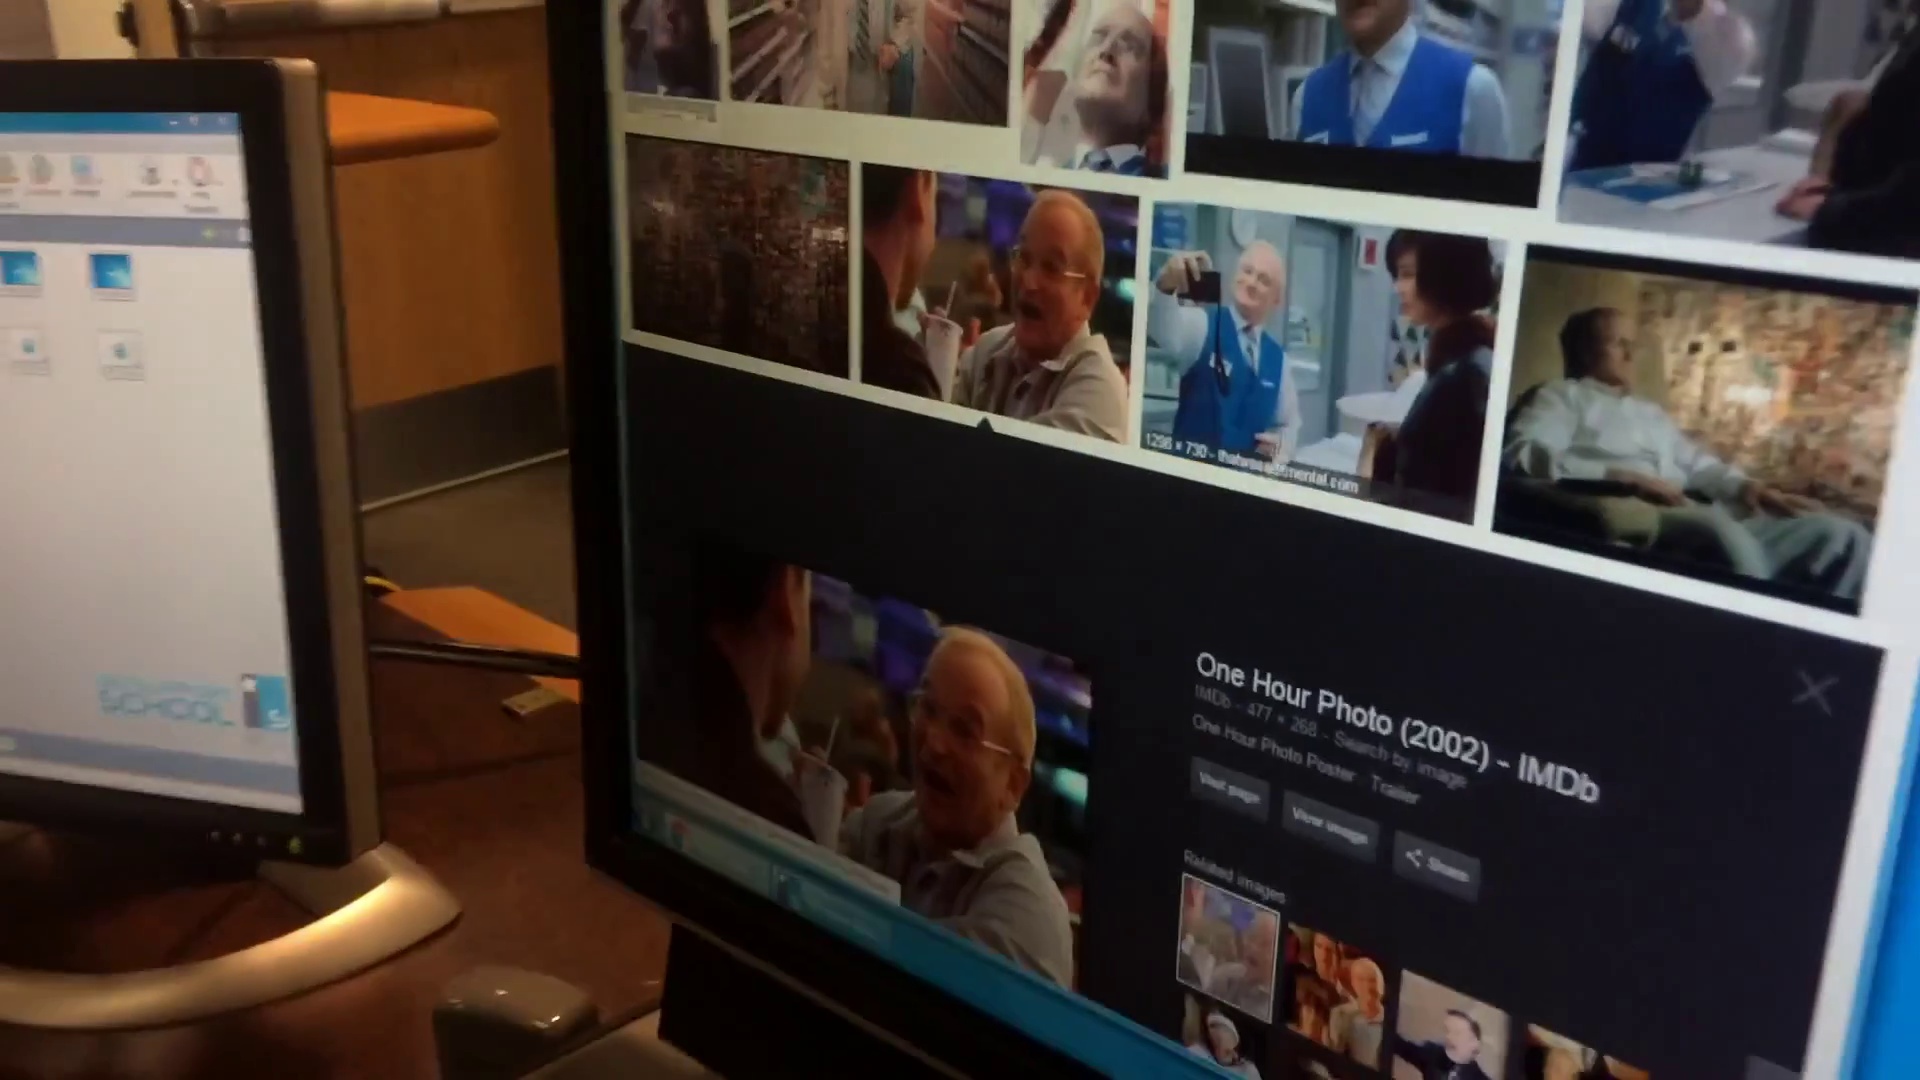 1296 × 730 -
SCHOOL
One Hour Photo (2002) - IMDb
IMDb - 477 × 268 - Search by image
One Hour Photo Poster · Trailer
Visit page
View image
Share
Related images